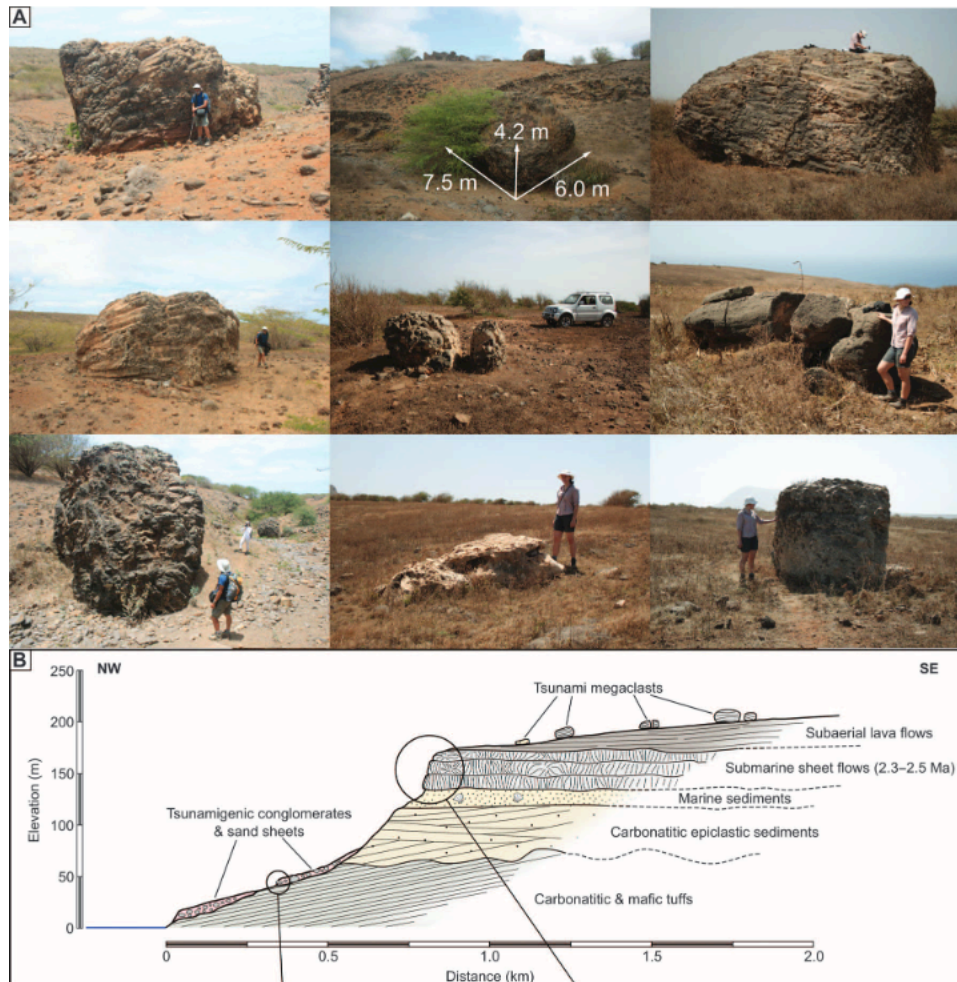 A
4.2 m
7.5 m
6.0 m
B
NW
SE
250
200
150
100
50
0
Elevation (m)
Tsunami megaclasts
Subaerial lava flows
Submarine sheet flows (2.3–2.5 Ma)
Marine sediments
Tsunamigenic conglomerates
& sand sheets
Carbonatitic epiclastic sediments
Carbonatitic & mafic tuffs
0
0.5
1.0
1.5
2.0
Distance (km)